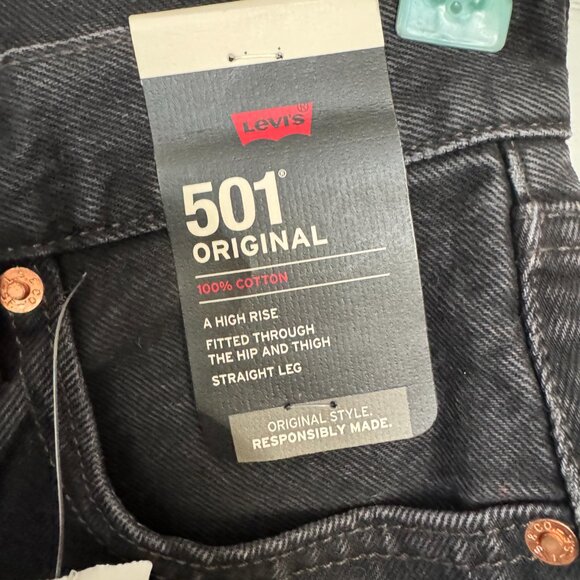 Levi's
501®
ORIGINAL
100% COTTON
A HIGH RISE
FITTED THROUGH
THE HIP AND THIGH
STRAIGHT LEG
ORIGINAL STYLE.
RESPONSIBLY MADE.
& CO.